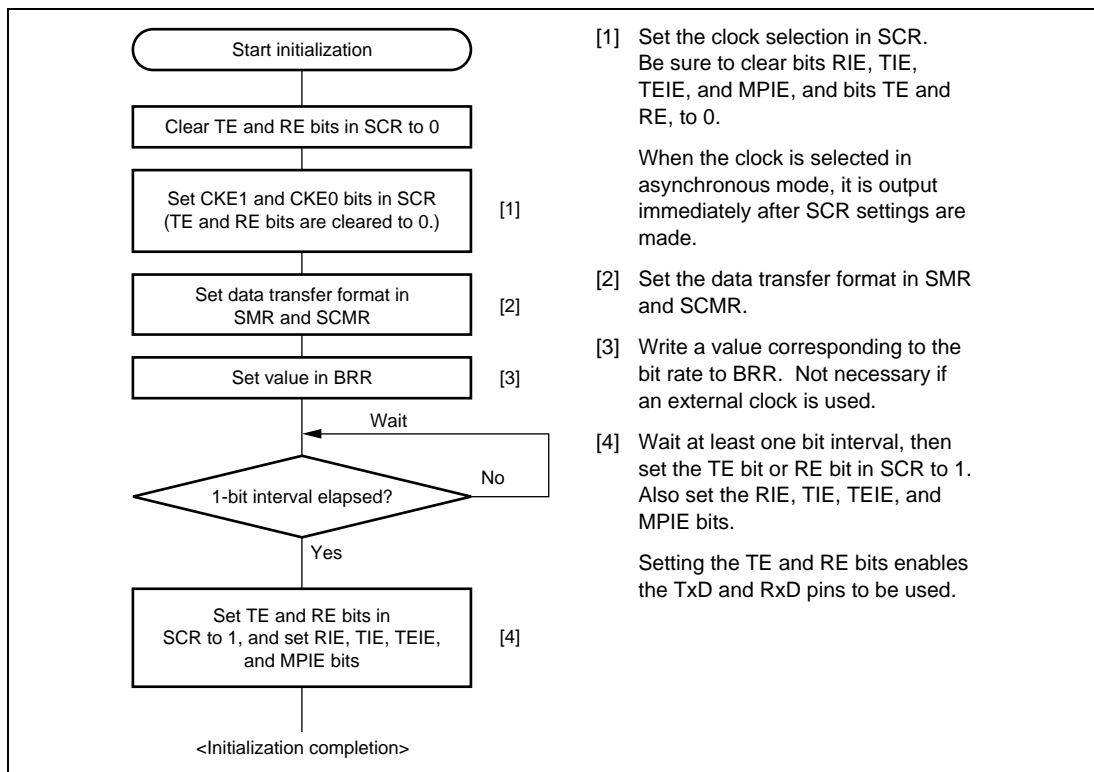 Start initialization
Clear TE and RE bits in SCR to 0
Set CKE1 and CKE0 bits in SCR
(TE and RE bits are cleared to 0.)
[1]
Set data transfer format in
SMR and SCMR
[2]
Set value in BRR
[3]
Wait
No
1-bit interval elapsed?
Yes
Set TE and RE bits in
SCR to 1, and set RIE, TIE, TEIE,
and MPIE bits
[4]
<Initialization completion>
[1] Set the clock selection in SCR.
Be sure to clear bits RIE, TIE,
TEIE, and MPIE, and bits TE and
RE, to 0.
When the clock is selected in
asynchronous mode, it is output
immediately after SCR settings are
made.
[2] Set the data transfer format in SMR
and SCMR.
[3] Write a value corresponding to the
bit rate to BRR. Not necessary if
an external clock is used.
[4] Wait at least one bit interval, then
set the TE bit or RE bit in SCR to 1.
Also set the RIE, TIE, TEIE, and
MPIE bits.
Setting the TE and RE bits enables
the TxD and RxD pins to be used.